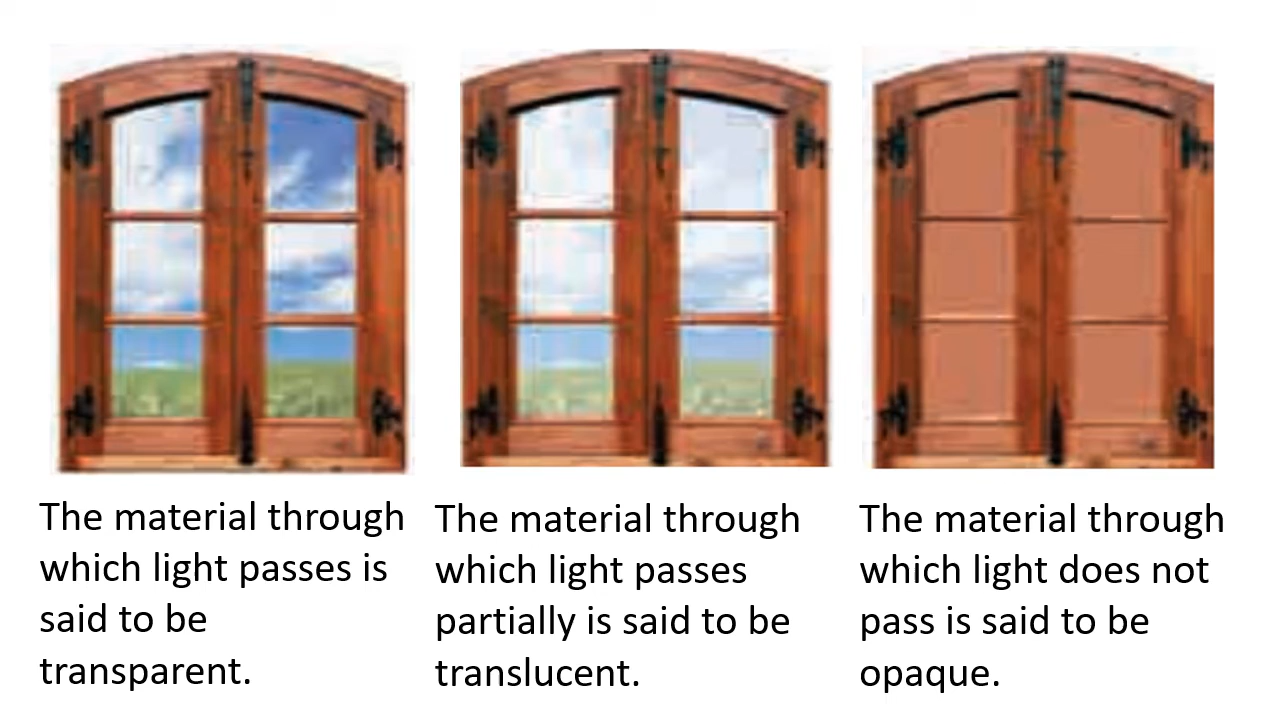 The material through
which light passes is
said to be
transparent.
The material through
which light passes
partially is said to be
translucent.
The material through
which light does not
pass is said to be
opaque.